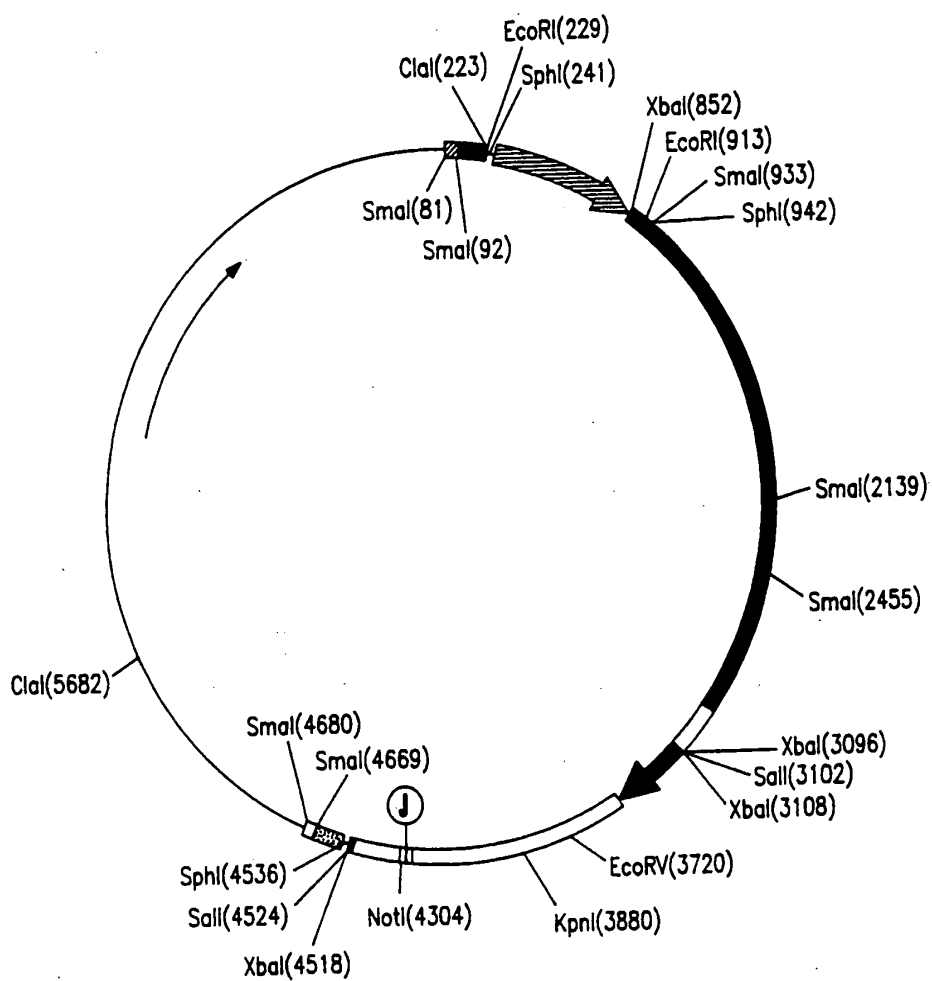 EcoRI(229)
ClaI(223)
SphI(241)
XbaI(852)
EcoRI(913)
SmaI(933)
SphI(942)
SmaI(81)
SmaI(92)
SmaI(2139)
SmaI(2455)
ClaI(5682)
SmaI(4680)
SmaI(4669)
XbaI(3096)
SalI(3102)
XbaI(3108)
J
EcoRV(3720)
SphI(4536)
SalI(4524)
NotI(4304)
KpnI(3880)
XbaI(4518)